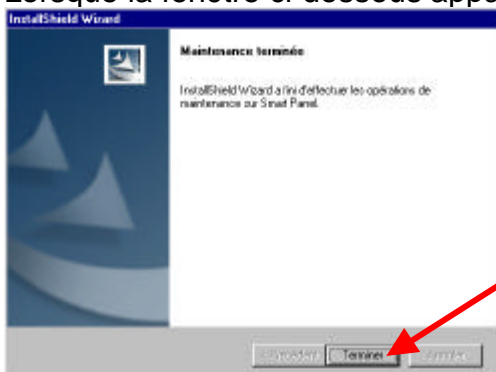 Lorsque la fenêtre ci-dessous
InstallShield Wizard
Maintenance terminée
InstallShield Wizard a fini d'effectuer les opérations de
maintenance sur Smart Panel.
< Précédent Terminer Annuler